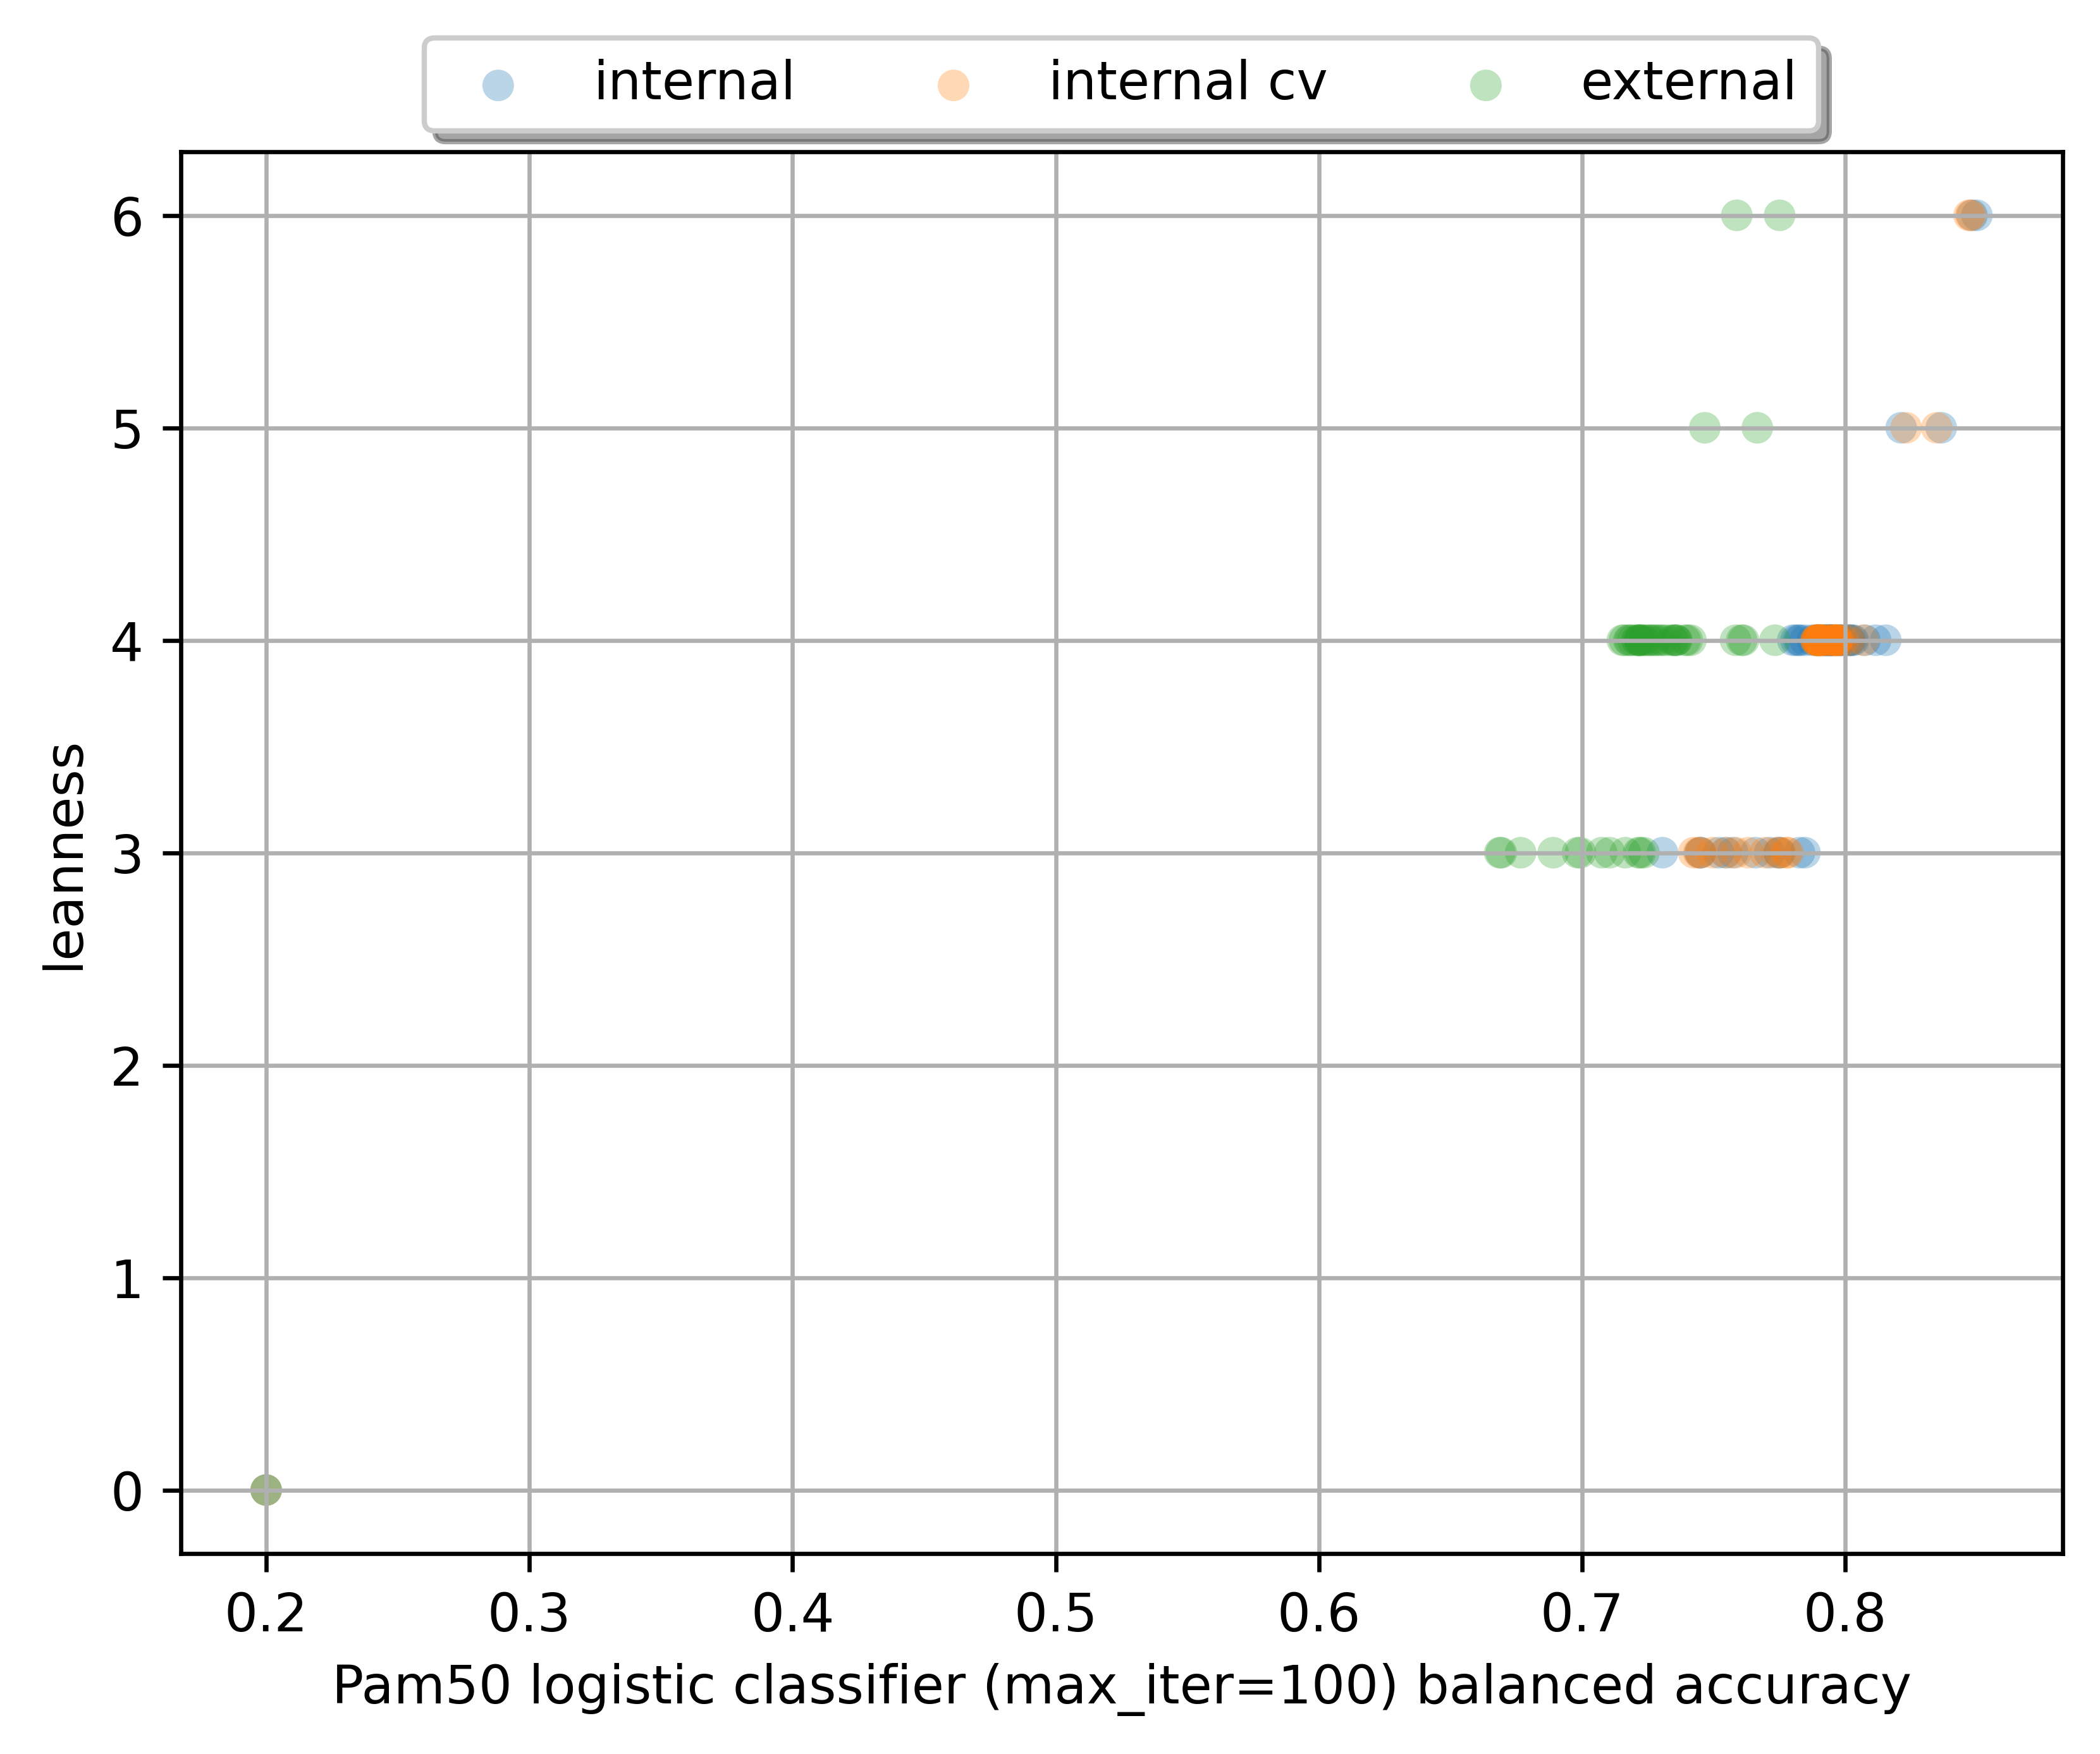 internal internal cv external
6
5
4
3
2
1
0
leanness
0.2 0.3 0.4 0.5 0.6 0.7 0.8
Pam50 logistic classifier (max_iter=100) balanced accuracy